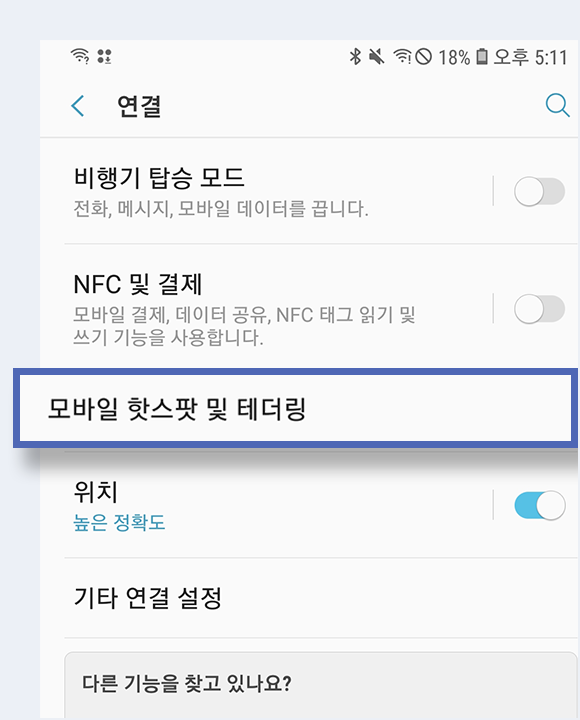 18% 오후 5:11
연결
비행기 탑승 모드
전화, 메시지, 모바일 데이터를 끕니다.
NFC 및 결제
모바일 결제, 데이터 공유, NFC 태그 읽기 및
쓰기 기능을 사용합니다.
모바일 핫스팟 및 테더링
위치
높은 정확도
기타 연결 설정
다른 기능을 찾고 있나요?